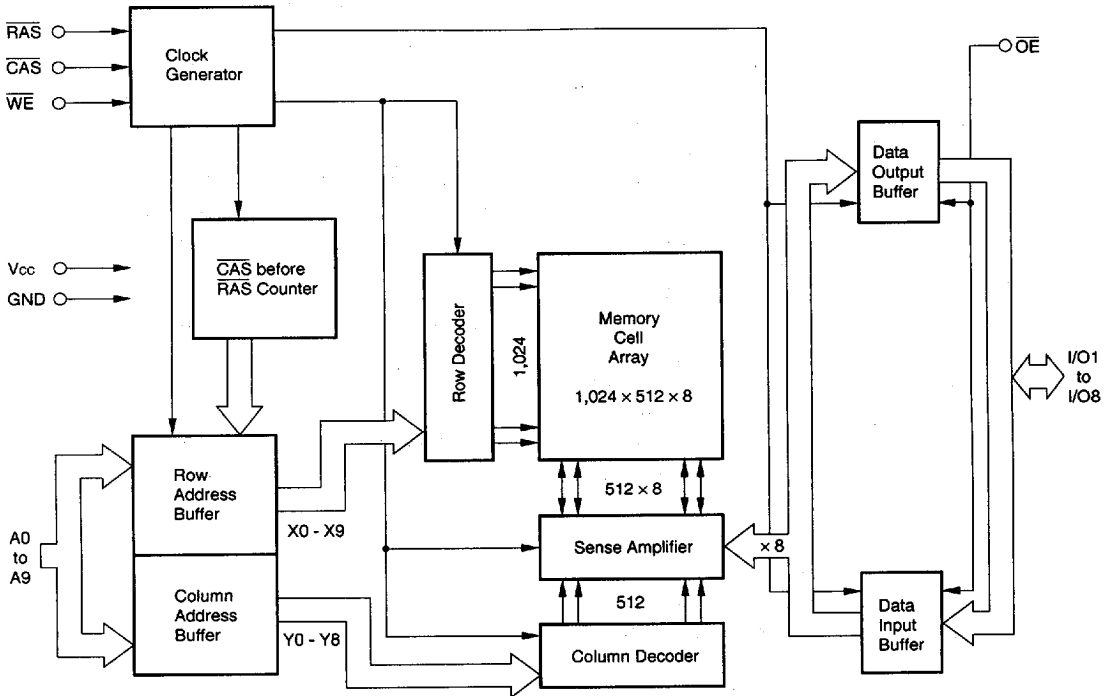 RAS
CAS
WE
Clock
Generator
OE
Data
Output
Buffer
Vcc
GND
CAS before
RAS Counter
Row Decoder
1,024
Memory
Cell
Array
1,024 × 512 × 8
I/O1
to
I/O8
Row
Address
Buffer
X0 - X9
512 × 8
A0
to
A9
Sense Amplifier
× 8
Column
Address
Buffer
Y0 - Y8
512
Column Decoder
Data
Input
Buffer